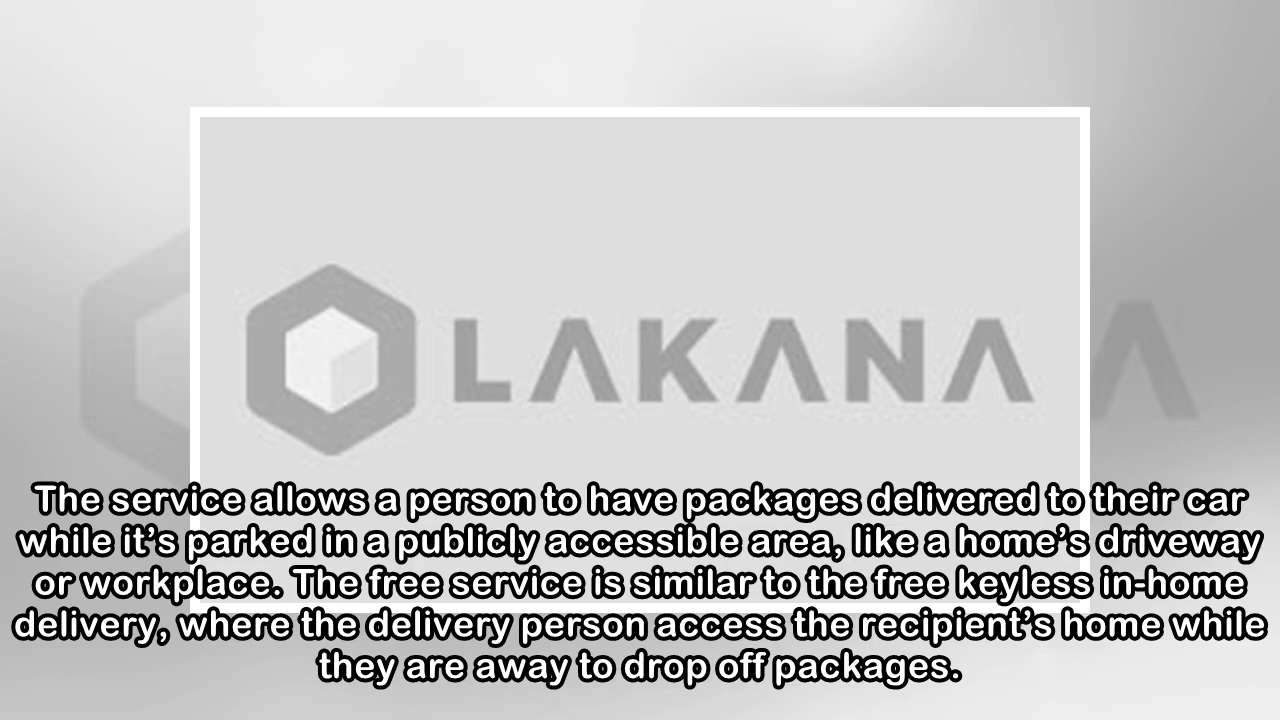 LAKANA
The service allows a person to have packages delivered to their car
while it’s parked in a publicly accessible area, like a home’s driveway
or workplace. The free service is similar to the free keyless in-home
delivery, where the delivery person access the recipient’s home while
they are away to drop off packages.